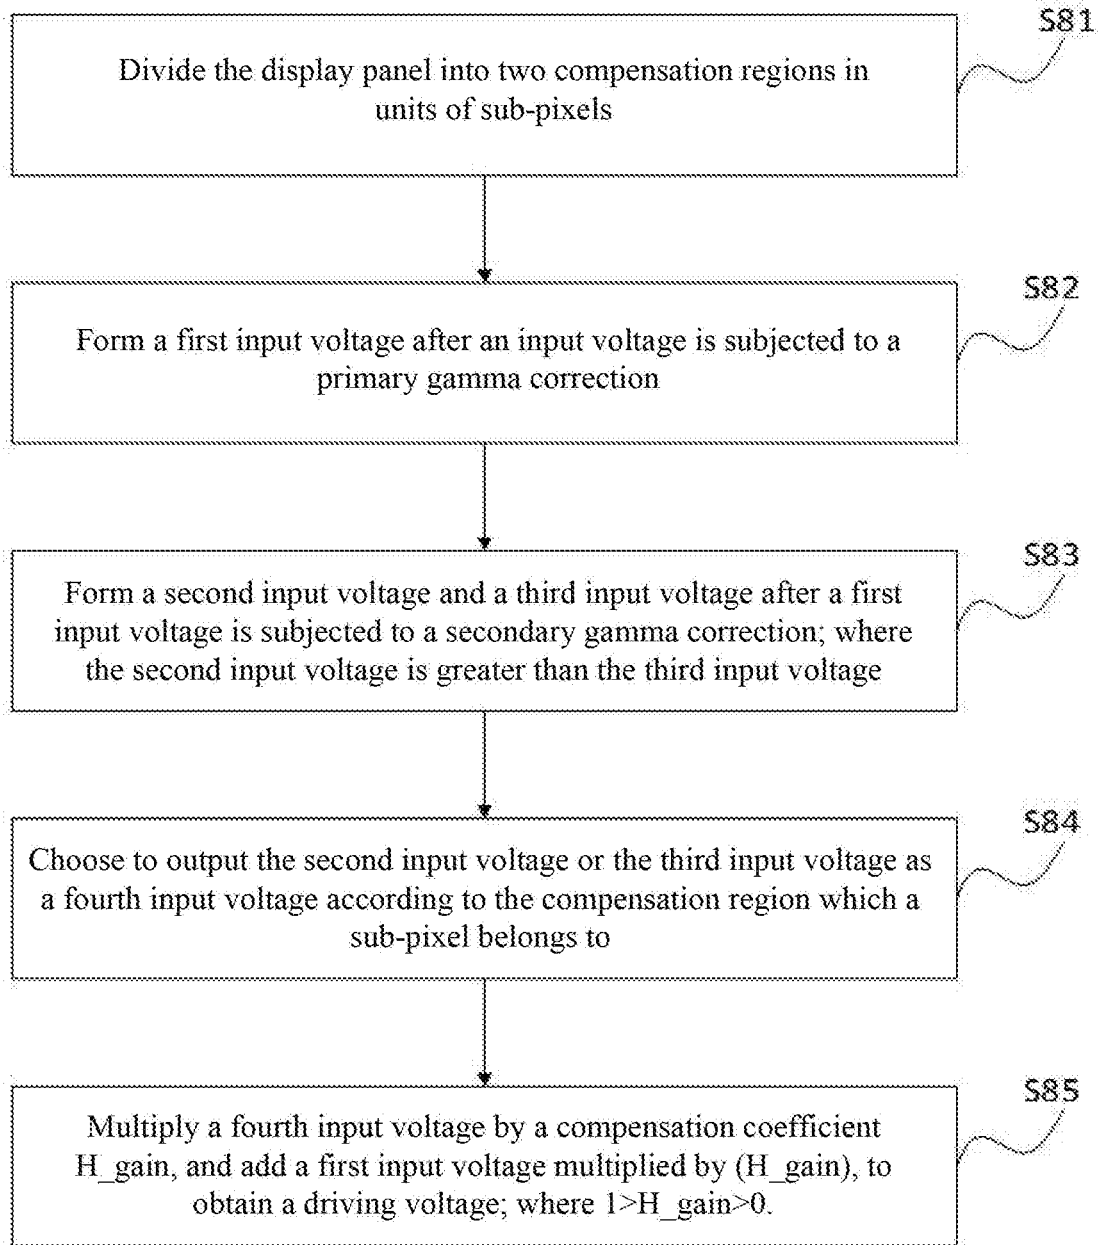 S81
Divide the display panel into two compensation regions in
units of sub-pixels
S82
Form a first input voltage after an input voltage is subjected to a
primary gamma correction
S83
Form a second input voltage and a third input voltage after a first
input voltage is subjected to a secondary gamma correction; where
the second input voltage is greater than the third input voltage
S84
Choose to output the second input voltage or the third input voltage as
a fourth input voltage according to the compensation region which a
sub-pixel belongs to
S85
Multiply a fourth input voltage by a compensation coefficient
H_gain, and add a first input voltage multiplied by (H_gain), to
obtain a driving voltage; where 1>H_gain>0.